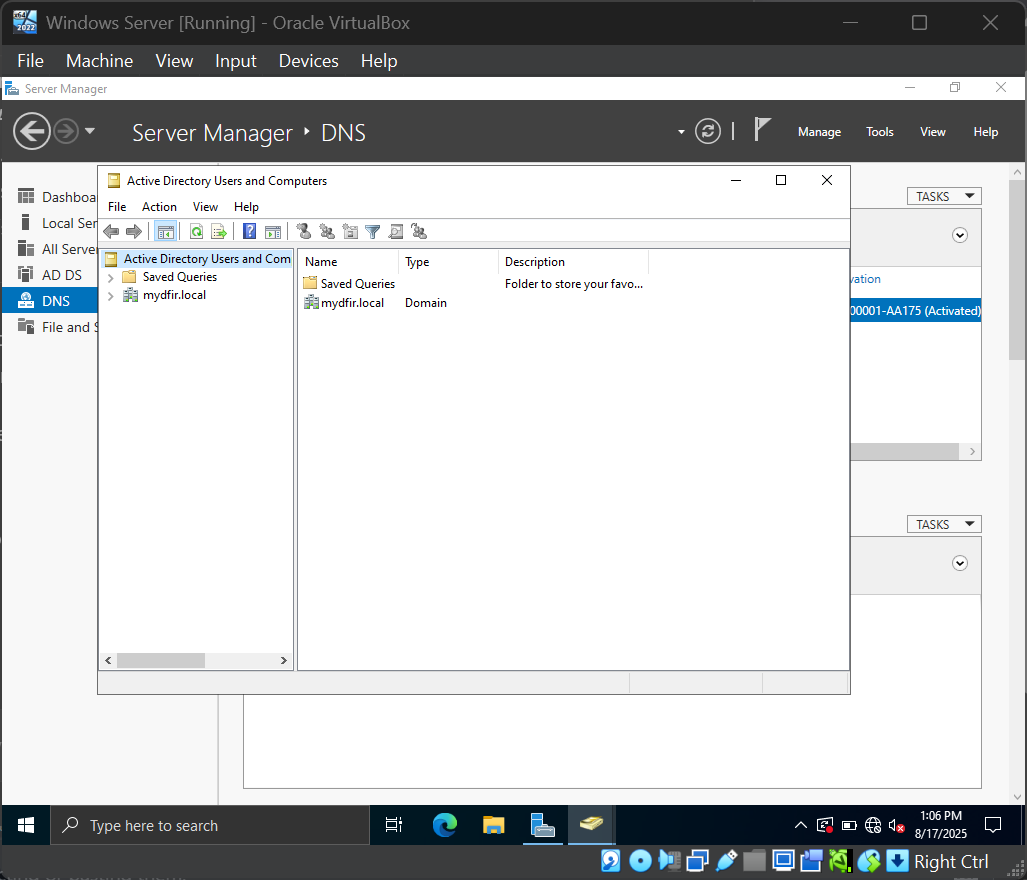 Windows Server [Running] - Oracle VirtualBox
File Machine View Input Devices Help
Server Manager
Server Manager DNS
Manage Tools View Help
Active Directory Users and Computers
File Action View Help
Active Directory Users and Com
Saved Queries
mydfir.local
Name Type Description
Saved Queries Folder to store your favo...
mydfir.local Domain
Dashboa
Local Ser
All Server
AD DS
DNS
File and S
TASKS
vation
00001-AA175 (Activated)
TASKS
Type here to search
1:06 PM
8/17/2025
Right Ctrl